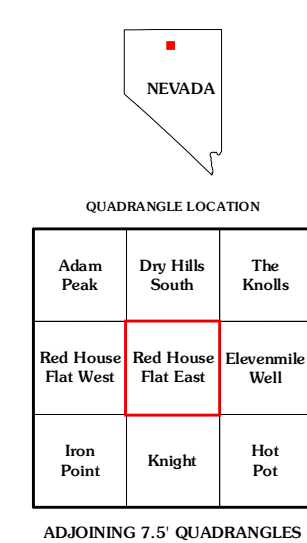 NEVADA
QUADRANGLE LOCATION
Adam
Peak
Dry Hills
South
The
Knolls
Red House
Flat West
Red House
Flat East
Elevenmile
Well
Iron
Point
Knight
Hot
Pot
ADJOINING 7.5' QUADRANGLES